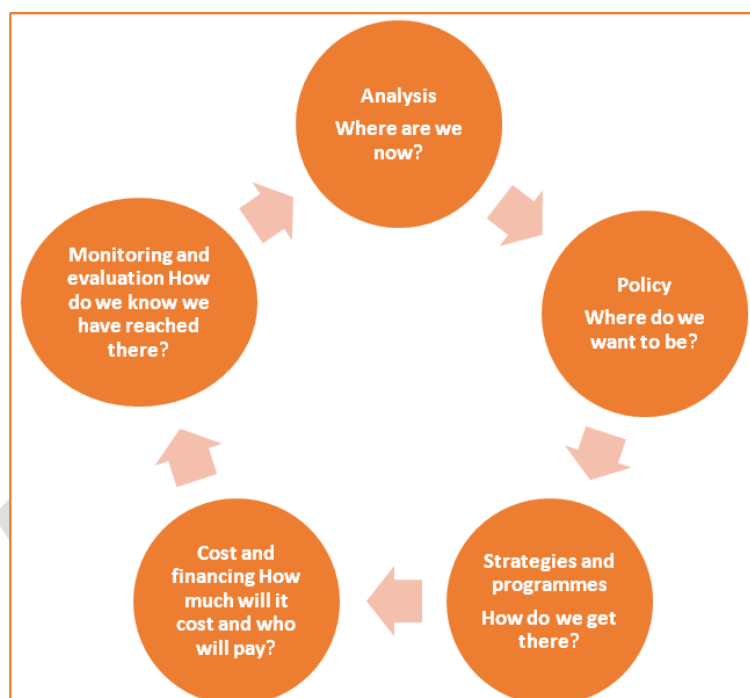 Analysis
Where are we
now?
Policy
Where do we
want to be?
Strategies and
programmes
How do we get
there?
Cost and
financing How
much will it
cost and who
will pay?
Monitoring and
evaluation How
do we know we
have reached
there?